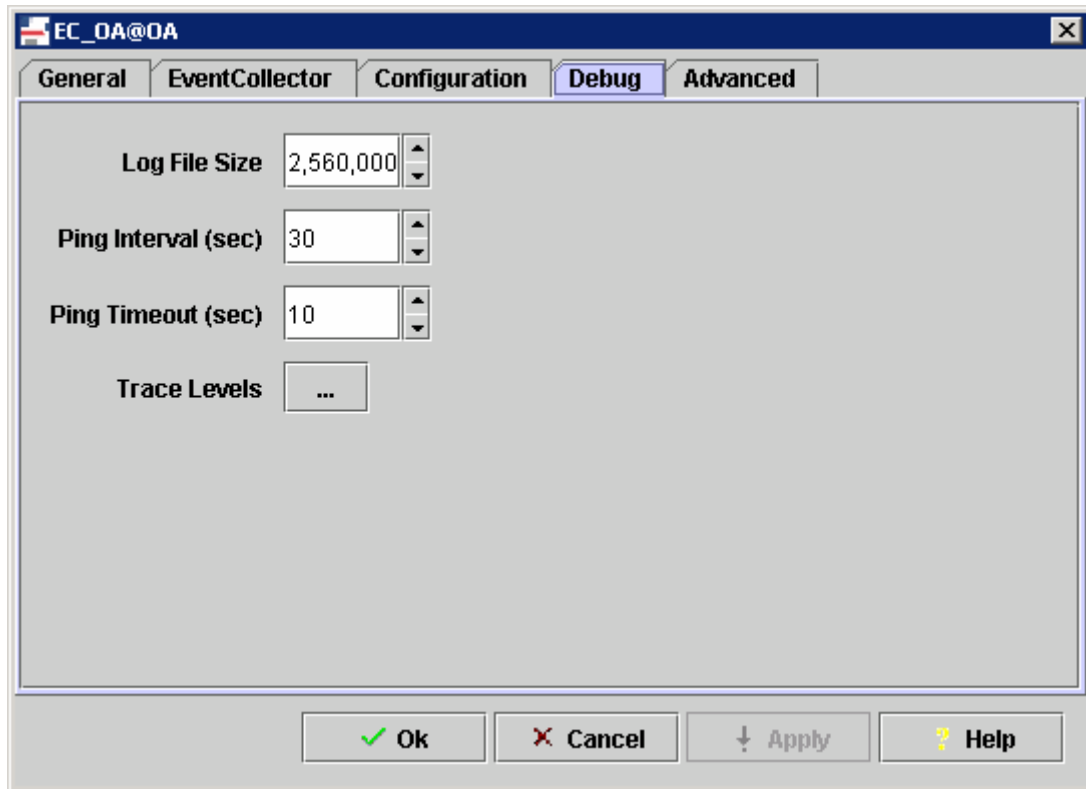 EC_OA@OA
General EventCollector Configuration Debug Advanced
Log File Size 2,560,000
Ping Interval (sec) 30
Ping Timeout (sec) 10
Trace Levels ...
Ok Cancel Apply Help